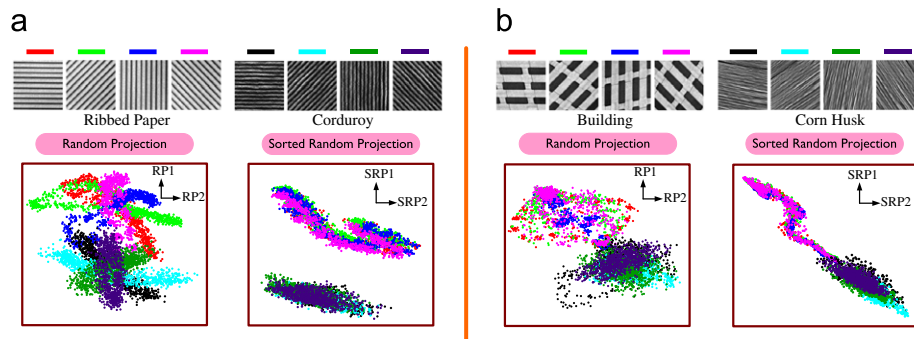 a
b
Ribbed Paper
Corduroy
Building
Corn Husk
Random Projection
Sorted Random Projection
Random Projection
Sorted Random Projection
RP1
RP2
SRP1
SRP2
RP1
RP2
SRP1
SRP2